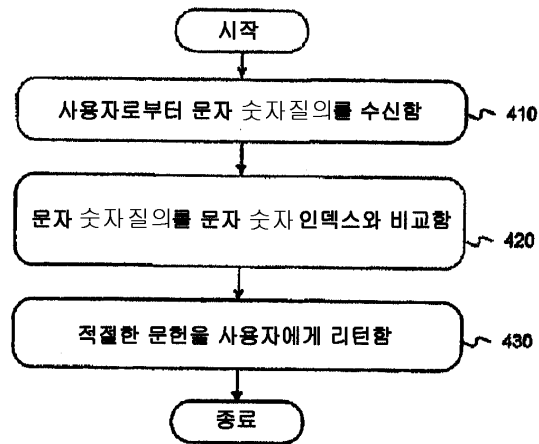 시작
사용자로부터 문자 숫자질의를 수신함
410
문자 숫자질의를 문자 숫자 인덱스와 비교함
420
적절한 문헌을 사용자에게 리턴함
430
종료